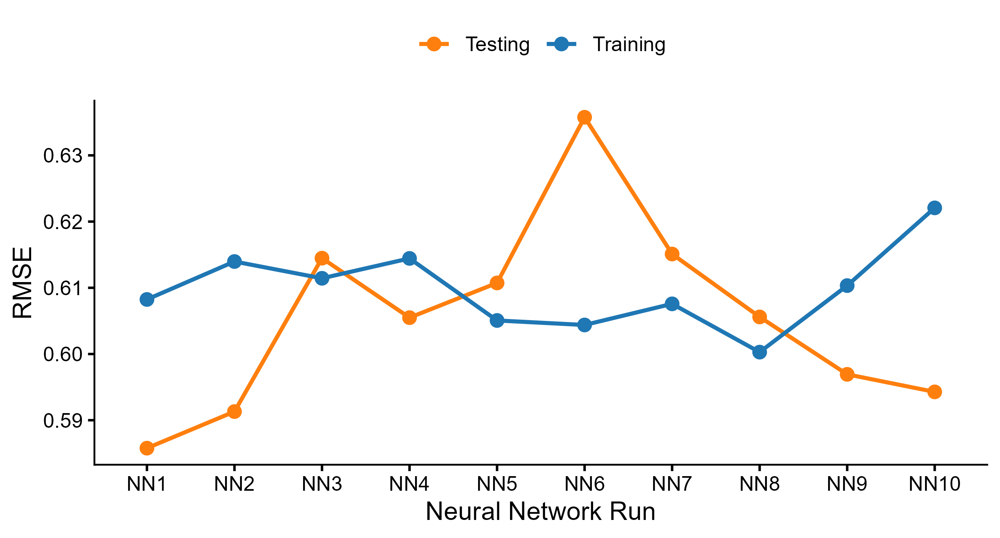 Testing Training
0.63
0.62
0.61
0.60
0.59
RMSE
NN1 NN2 NN3 NN4 NN5 NN6 NN7 NN8 NN9 NN10
Neural Network Run